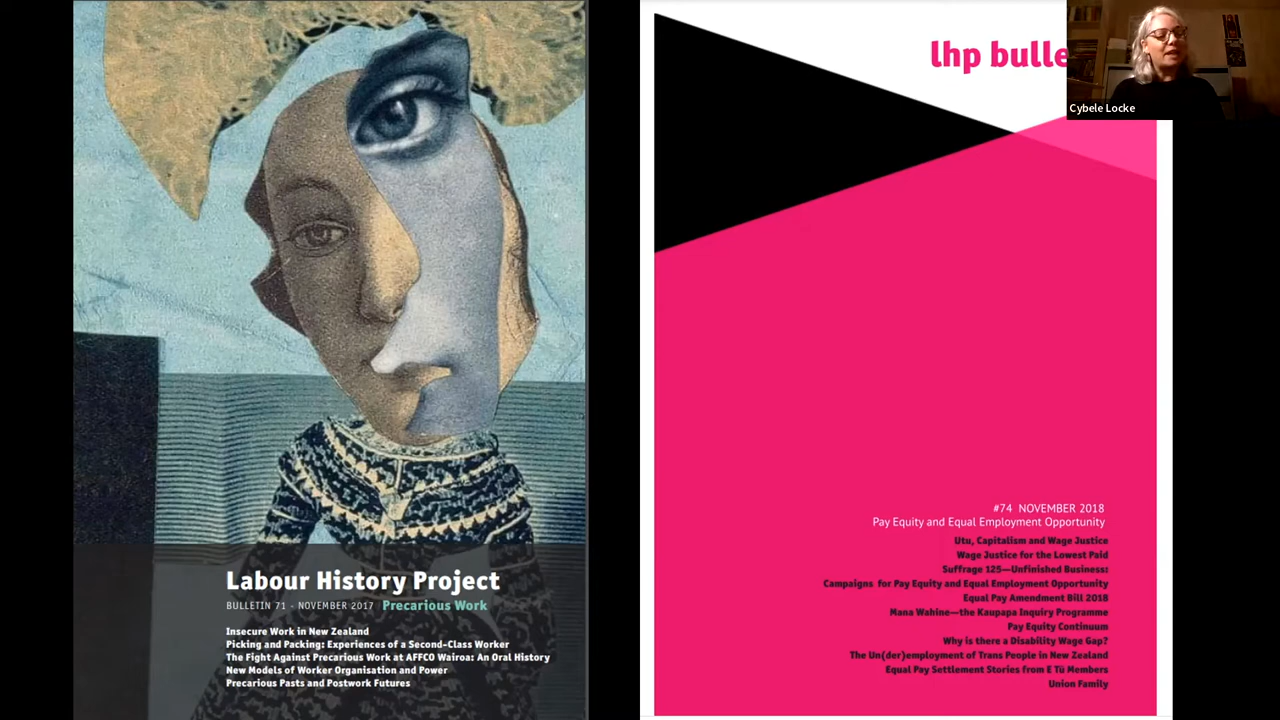 Labour History Project
BULLETIN 71 - NOVEMBER 2017 Precarious Work
Insecure Work in New Zealand
Picking and Packing: Experiences of a Second-Class Worker
The Fight Against Precarious Work at AFFCO Wairoa: An Oral History
New Models of Worker Organisation and Power
Precarious Pasts and Postwork Futures
lhp bulle
Cybele Locke
#74 NOVEMBER 2018
Pay Equity and Equal Employment Opportunity
Utu, Capitalism and Wage Justice
Wage Justice for the Lowest Paid
Suffrage 125—Unfinished Business:
Campaigns for Pay Equity and Equal Employment Opportunity
Equal Pay Amendment Bill 2018
Mana Wahine—the Kaupapa Inquiry Programme
Pay Equity Continuum
Why is there a Disability Wage Gap?
The Un(der)employment of Trans People in New Zealand
Equal Pay Settlement Stories from E Tū Members
Union Family